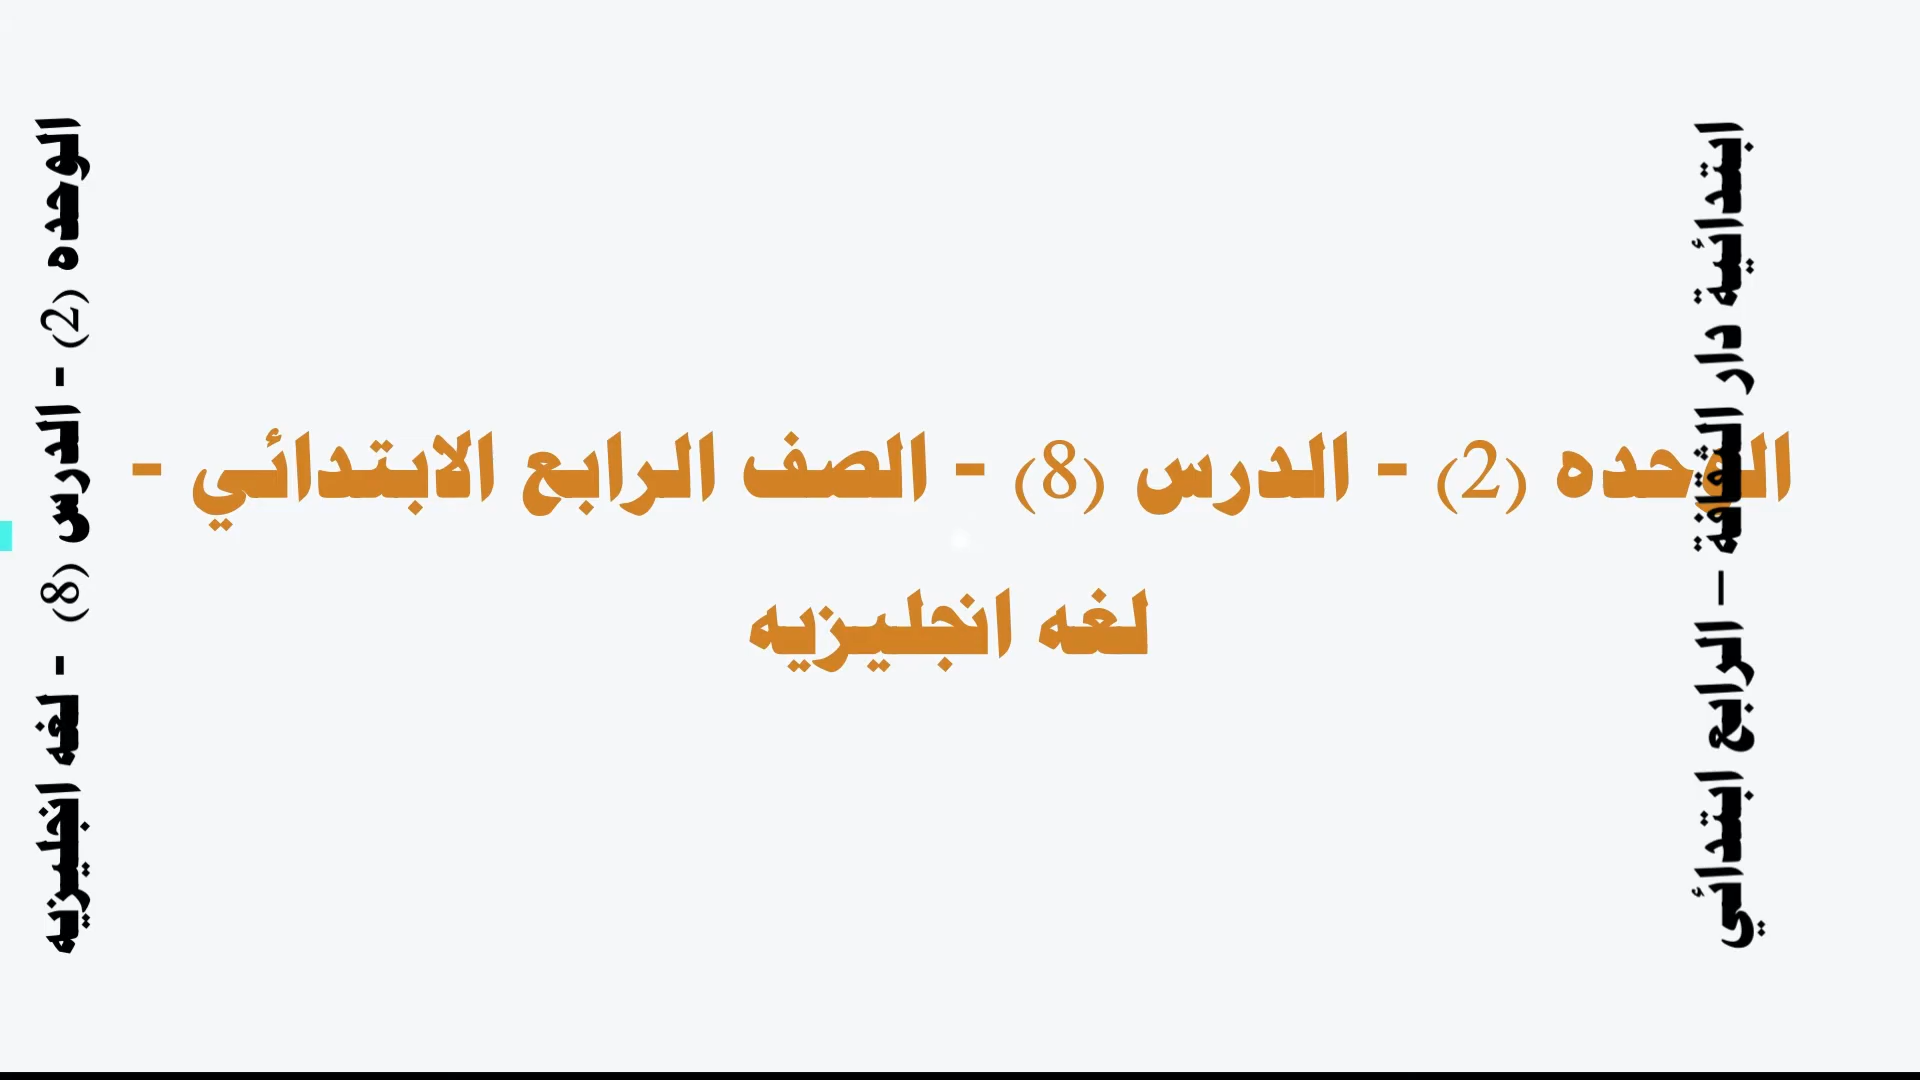 الوحده (2) - الدرس (8) - الصف الرابع الابتدائي -
لغه انجليزيه
ابتدائية دار الثقافة – الرابع ابتدائي
الوحده (2) - الدرس (8) - لغه انجليزيه